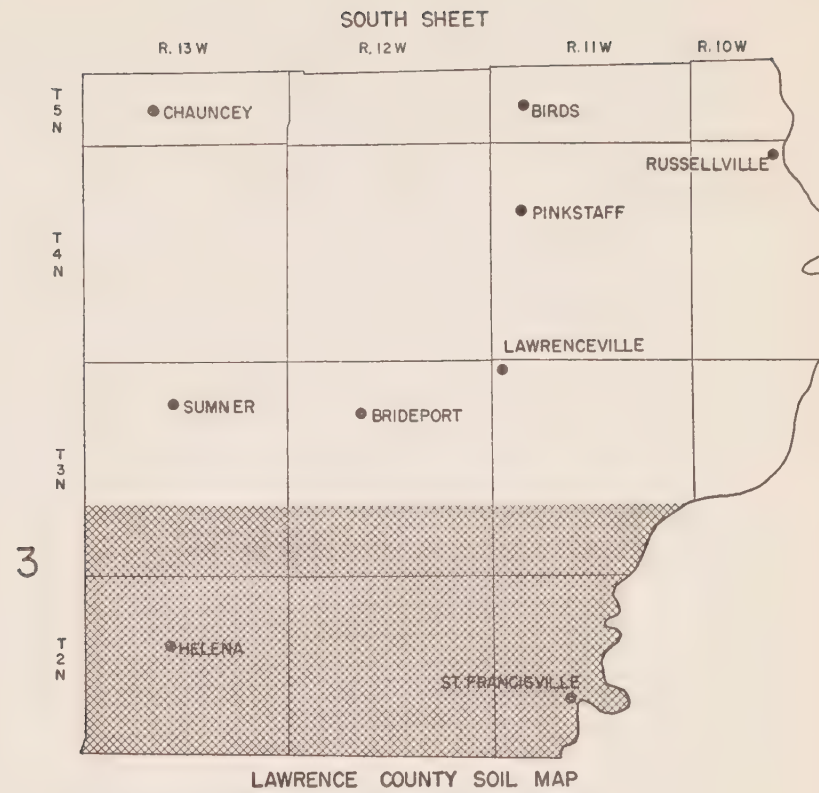 SOUTH SHEET
R. 13 W R. 12 W R. 11 W R. 10 W
T 5 N
CHAUNCEY BIRDS
RUSSELLVILLE
PINKSTAFF
T 4 N
LAWRENCEVILLE
SUMNER BRIDEPORT
T 3 N
3
T 2 N
HELENA
ST. FRANCISVILLE
LAWRENCE COUNTY SOIL MAP